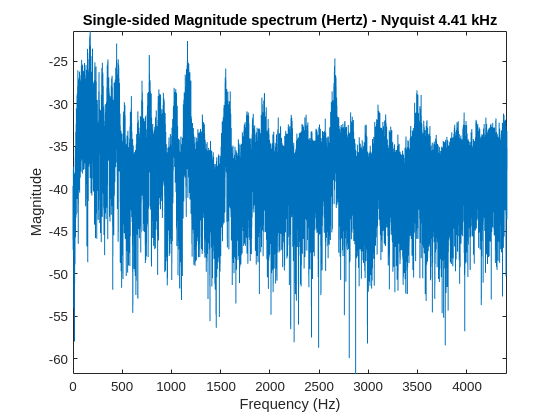 Single-sided Magnitude spectrum (Hertz) - Nyquist 4.41 kHz
-25
-30
-35
-40
-45
-50
-55
-60
Magnitude
0 500 1000 1500 2000 2500 3000 3500 4000
Frequency (Hz)